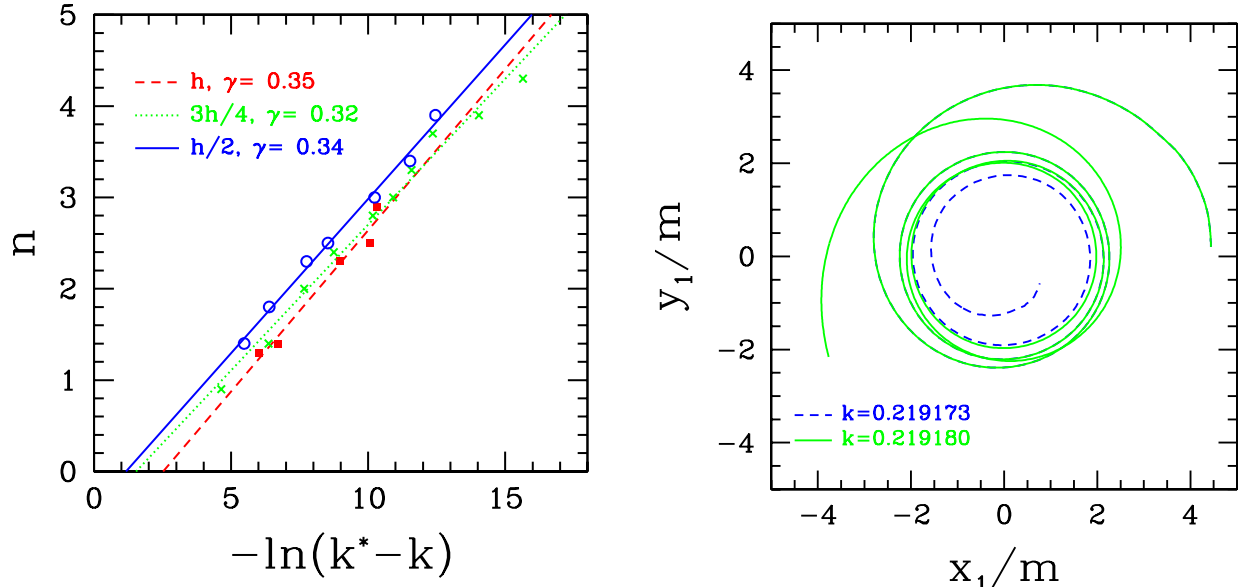 5
4
3
2
1
0
n
h, γ= 0.35
3h/4, γ= 0.32
h/2, γ= 0.34
0 5 10 15
−ln(k*−k)
4
2
0
−2
−4
y₁/m
k=0.219173
k=0.219180
−4 −2 0 2 4
x₁/m